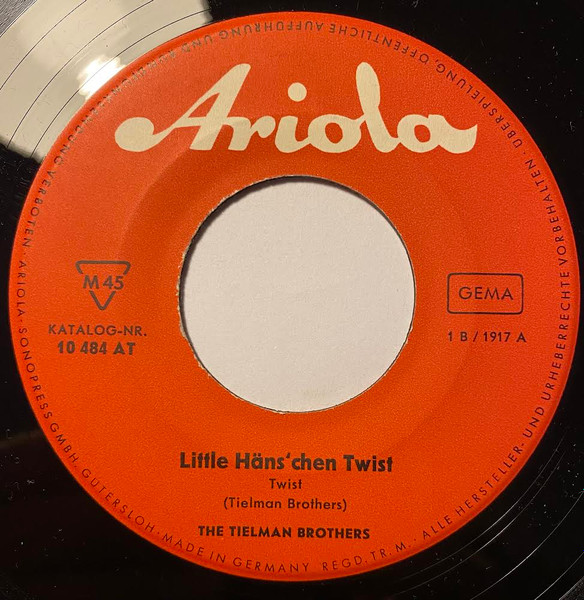 Ariola
M 45
KATALOG-NR.
10 484 AT
GEMA
1 B / 1917 A
Little Häns'chen Twist
Twist
(Tielman Brothers)
THE TIELMAN BROTHERS
VERBOTEN · ARIOLA-SONOPRESS GMBH · GÜTERSLOH · MADE IN GERMANY REGD. TR. M. · ALLE HERSTELLER- UND URHEBERRECHTE VORBEHALTEN · ÜBERSPIELUNG, ÖFFENTLICHE AUFFÜHRUNG UND